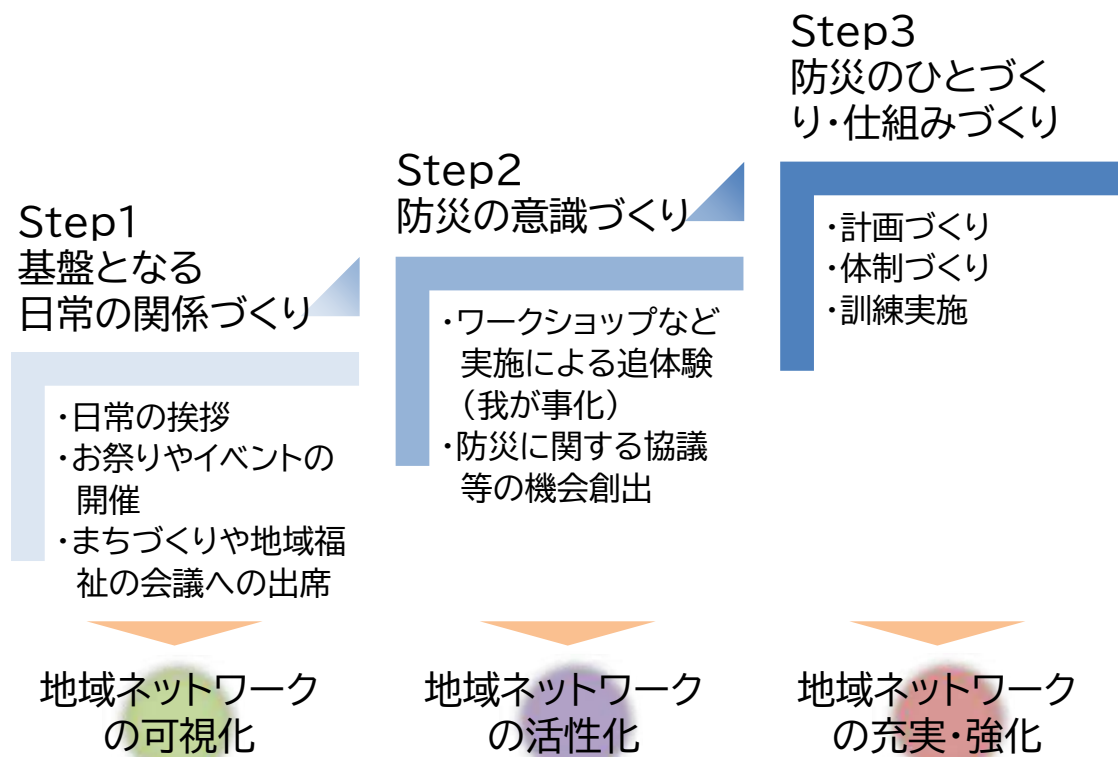 Step1
基盤となる
日常の関係づくり
・日常の挨拶
・お祭りやイベントの
開催
・まちづくりや地域福
祉の会議への出席
地域ネットワーク
の可視化
Step2
防災の意識づくり
・ワークショップなど
実施による追体験
（我が事化）
・防災に関する協議
等の機会創出
地域ネットワーク
の活性化
Step3
防災のひとづく
り・仕組みづくり
・計画づくり
・体制づくり
・訓練実施
地域ネットワーク
の充実・強化